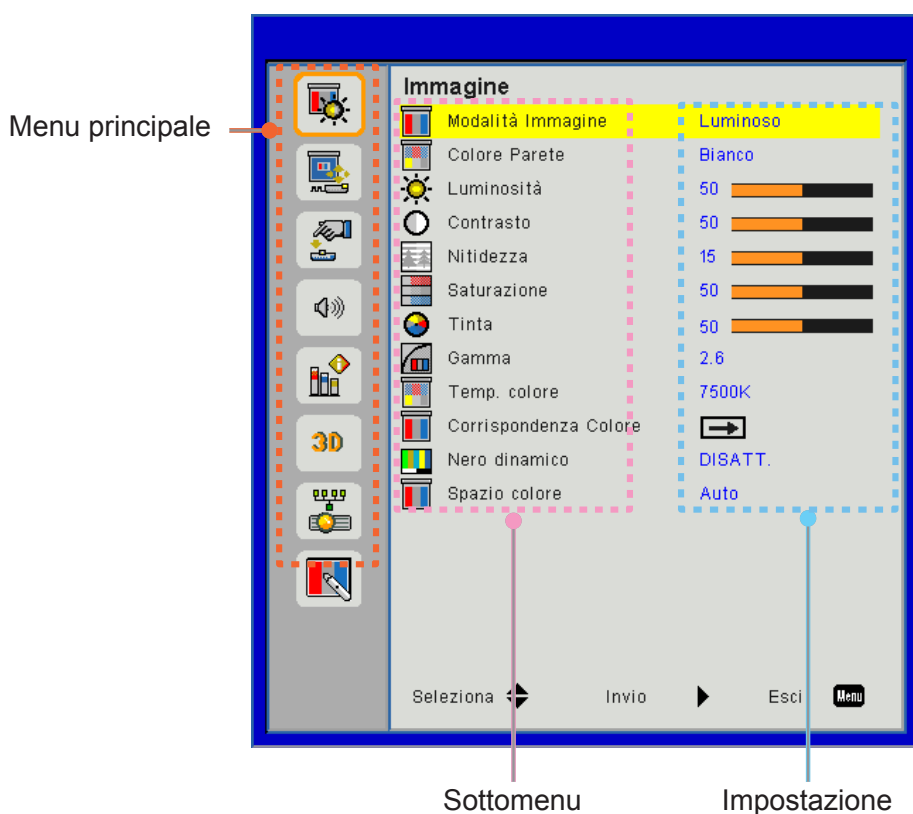 Immagine
Menu principale
Modalità Immagine Luminoso
Colore Parete Bianco
Luminosità 50
Contrasto 50
Nitidezza 15
Saturazione 50
Tinta 50
Gamma 2.6
Temp. colore 7500K
Corrispondenza Colore
Nero dinamico DISATT.
Spazio colore Auto
3D
Seleziona Invio Esci Menu
Sottomenu Impostazione